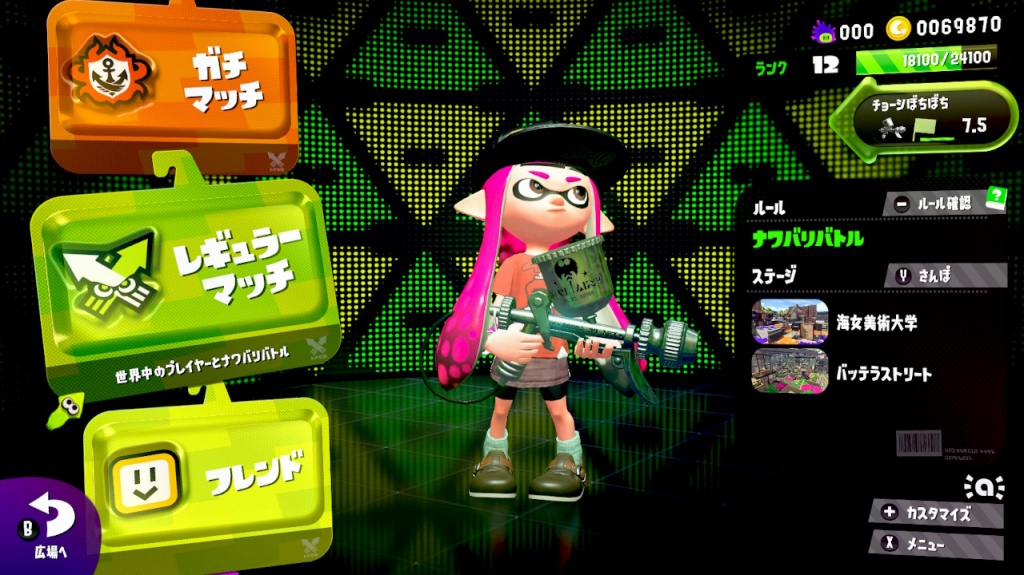 ガチ
マッチ
レギュラー
マッチ
世界中のプレイヤーとナワバリバトル
フレンド
B
広場へ
000
0069870
ランク 12 18100/24100
チョーシぼちぼち
7.5
ルール
− ルール確認
?
ナワバリバトル
ステージ
Y さんぽ
海女美術大学
バッテラストリート
a
+ カスタマイズ
X メニュー